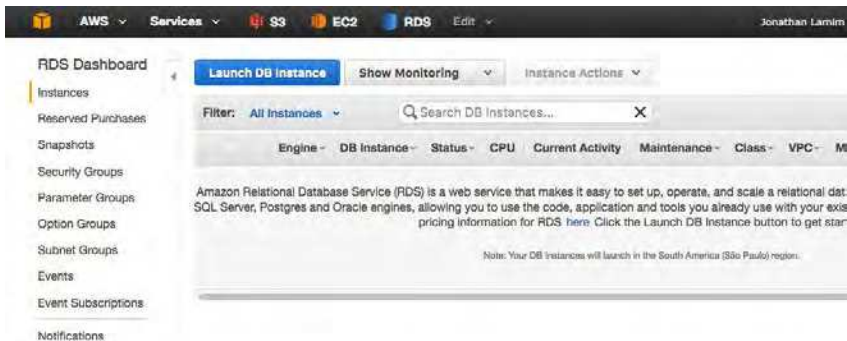 AWS Services S3 EC2 RDS Edit Jonathan Lamim
RDS Dashboard
Instances
Reserved Purchases
Snapshots
Security Groups
Parameter Groups
Option Groups
Subnet Groups
Events
Event Subscriptions
Notifications
Launch DB Instance Show Monitoring Instance Actions
Filter: All Instances Search DB Instances... X
Engine DB Instance Status CPU Current Activity Maintenance Class VPC
Amazon Relational Database Service (RDS) is a web service that makes it easy to set up, operate, and scale a relational dat
SQL Server, Postgres and Oracle engines, allowing you to use the code, application and tools you already use with your exis
pricing information for RDS here Click the Launch DB Instance button to get star
Note: Your DB Instances will launch in the South America (São Paulo) region.